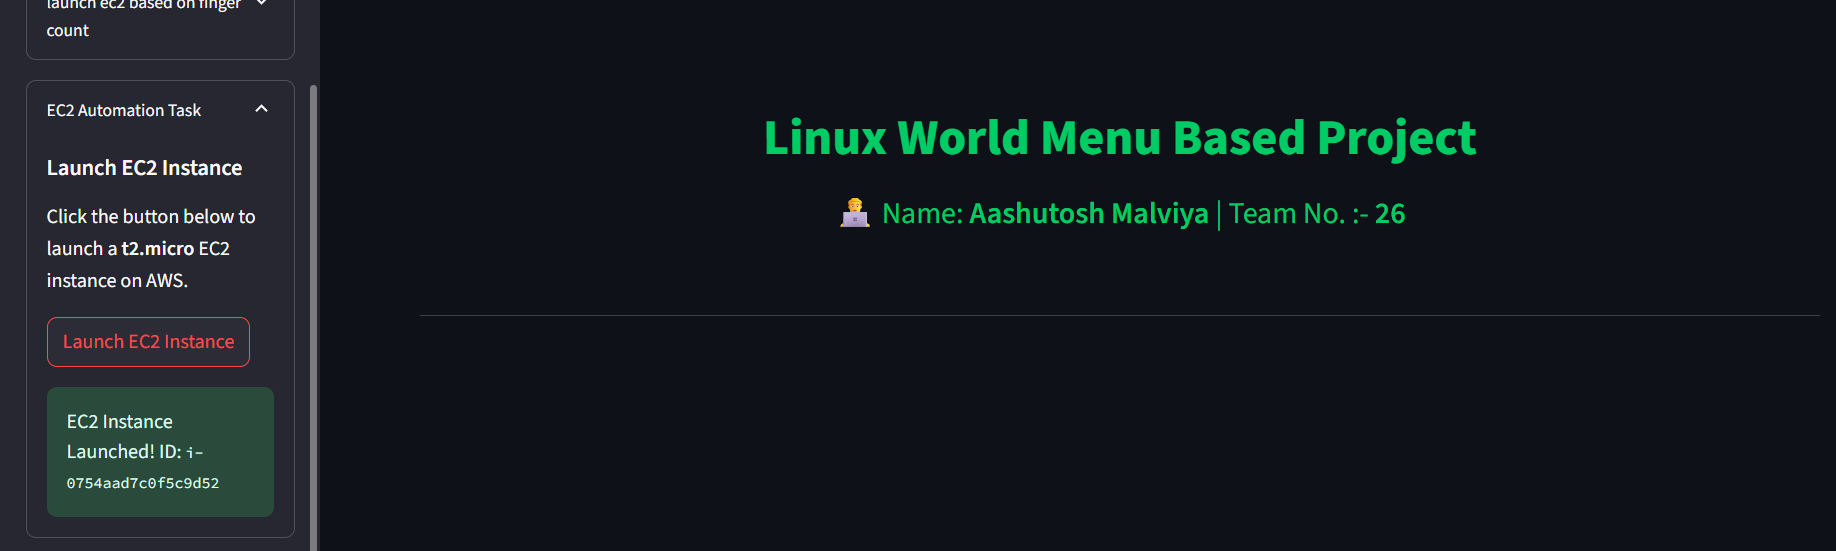 launch ec2 based on finger
count
EC2 Automation Task
Launch EC2 Instance
Click the button below to
launch a t2.micro EC2
instance on AWS.
Launch EC2 Instance
EC2 Instance
Launched! ID: i-
0754aad7c0f5c9d52
Linux World Menu Based Project
Name: Aashutosh Malviya | Team No. :- 26